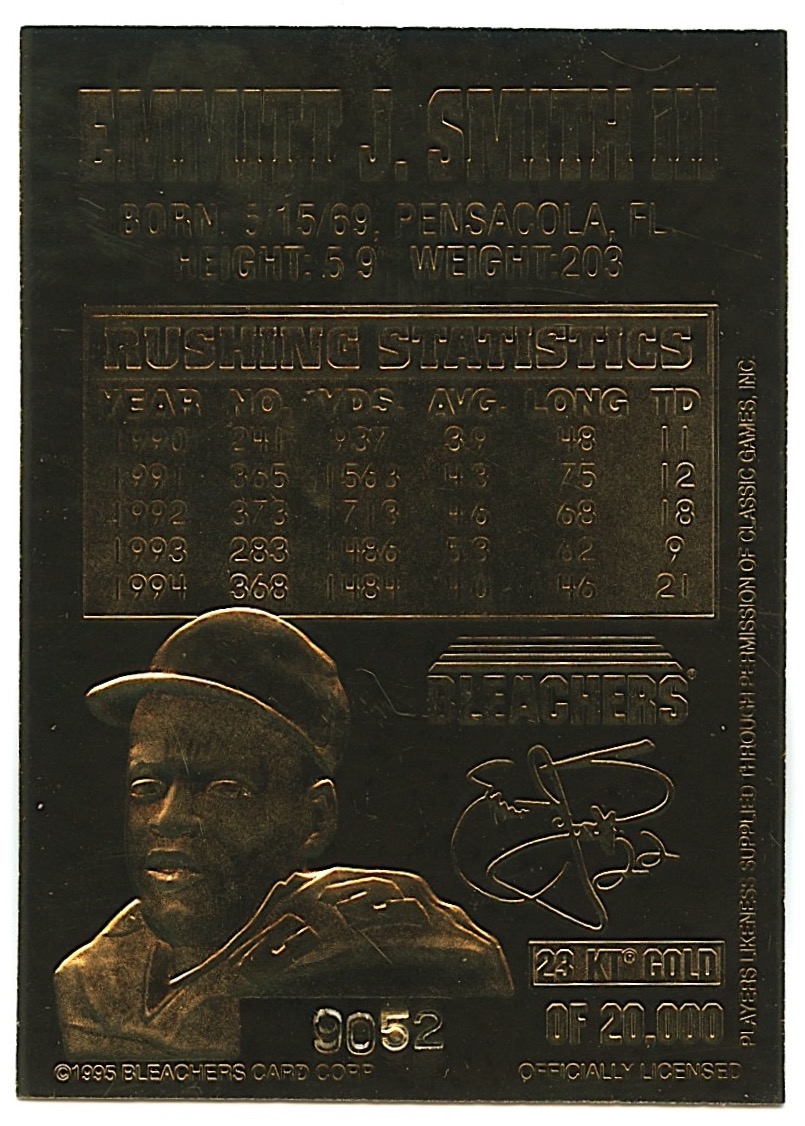 EMMITT J. SMITH III
BORN: 5/15/69, PENSACOLA, FL.
HEIGHT: 5 9" WEIGHT:203
RUSHING STATISTICS
YEAR NO. YDS. AVG. LONG TD
1990 241 937 3.9 48 11
1991 365 1563 4.3 75 12
1992 373 1713 4.6 68 18
1993 283 1486 5.3 62 9
1994 368 1484 4.0 46 21
BLEACHERS®
22
23 KT® GOLD
9052 OF 20,000
©1995 BLEACHERS CARD CORP. OFFICIALLY LICENSED
PLAYERS LIKENESS SUPPLIED THROUGH PERMISSION OF CLASSIC GAMES, INC.